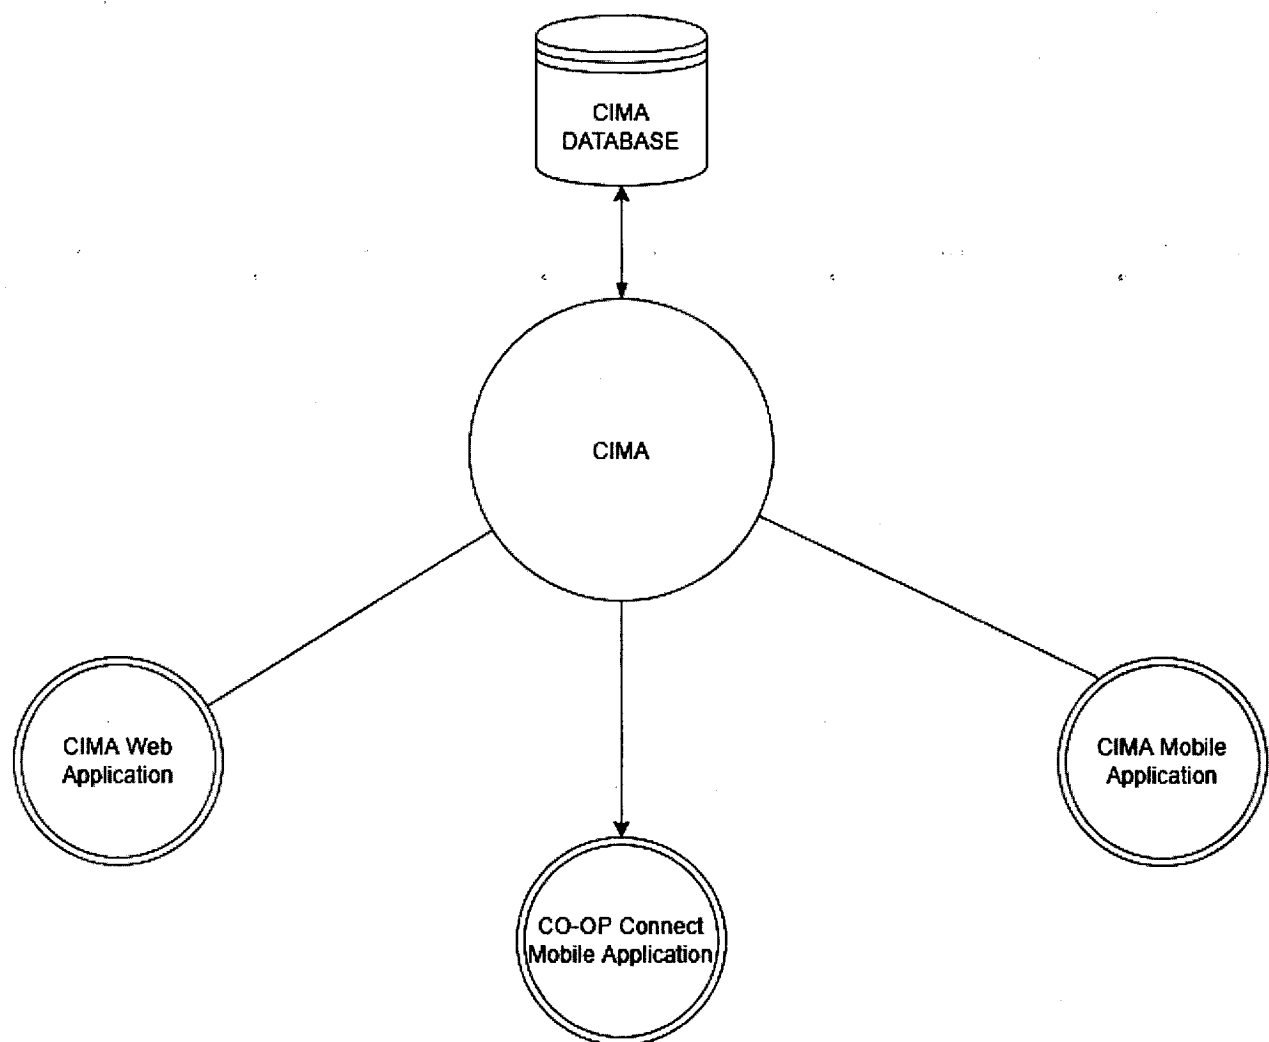 CIMA
DATABASE
CIMA
CIMA Web
Application
CIMA Mobile
Application
CO-OP Connect
Mobile Application